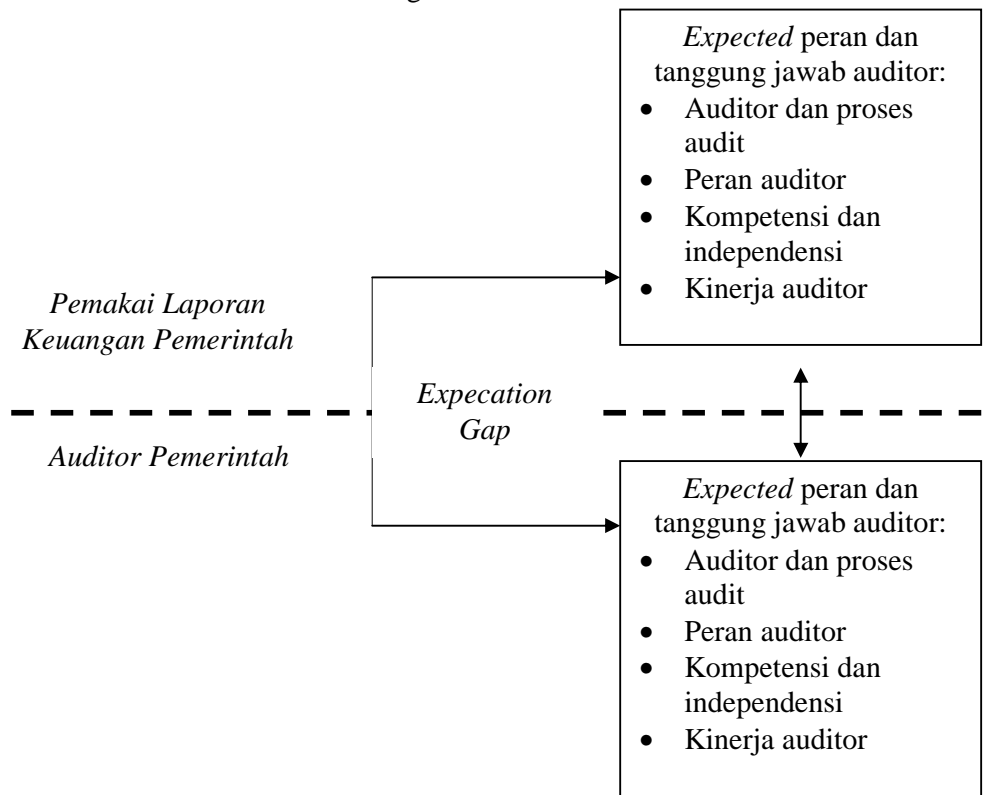 Expected peran dan
tanggung jawab auditor:
• Auditor dan proses
audit
• Peran auditor
• Kompetensi dan
independensi
• Kinerja auditor
Pemakai Laporan
Keuangan Pemerintah
Expecation
Gap
Auditor Pemerintah
Expected peran dan
tanggung jawab auditor:
• Auditor dan proses
audit
• Peran auditor
• Kompetensi dan
independensi
• Kinerja auditor